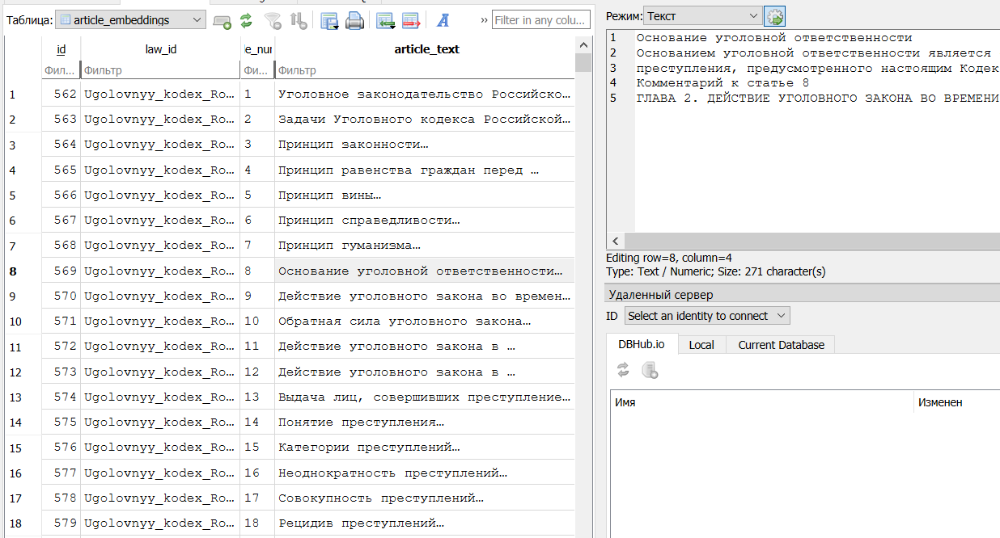 Таблица: article_embeddings » Filter in any colu...
id law_id e_nur article_text
Фил... Фильтр Фи... Фильтр
1 562 Ugolovnyy_kodex_Ro... 1 Уголовное законодательство Российско...
2 563 Ugolovnyy_kodex_Ro... 2 Задачи Уголовного кодекса Российской...
3 564 Ugolovnyy_kodex_Ro... 3 Принцип законности...
4 565 Ugolovnyy_kodex_Ro... 4 Принцип равенства граждан перед ...
5 566 Ugolovnyy_kodex_Ro... 5 Принцип вины...
6 567 Ugolovnyy_kodex_Ro... 6 Принцип справедливости...
7 568 Ugolovnyy_kodex_Ro... 7 Принцип гуманизма...
8 569 Ugolovnyy_kodex_Ro... 8 Основание уголовной ответственности...
9 570 Ugolovnyy_kodex_Ro... 9 Действие уголовного закона во времен...
10 571 Ugolovnyy_kodex_Ro... 10 Обратная сила уголовного закона...
11 572 Ugolovnyy_kodex_Ro... 11 Действие уголовного закона в ...
12 573 Ugolovnyy_kodex_Ro... 12 Действие уголовного закона в ...
13 574 Ugolovnyy_kodex_Ro... 13 Выдача лиц, совершивших преступление...
14 575 Ugolovnyy_kodex_Ro... 14 Понятие преступления...
15 576 Ugolovnyy_kodex_Ro... 15 Категории преступлений...
16 577 Ugolovnyy_kodex_Ro... 16 Неоднократность преступлений...
17 578 Ugolovnyy_kodex_Ro... 17 Совокупность преступлений...
18 579 Ugolovnyy_kodex_Ro... 18 Рецидив преступлений...
Режим: Текст
1 Основание уголовной ответственности
2 Основанием уголовной ответственности является
3 преступления, предусмотренного настоящим Кодек
4 Комментарий к статье 8
5 ГЛАВА 2. ДЕЙСТВИЕ УГОЛОВНОГО ЗАКОНА ВО ВРЕМЕНИ
Editing row=8, column=4
Type: Text / Numeric; Size: 271 character(s)
Удаленный сервер
ID Select an identity to connect
DBHub.io Local Current Database
Имя Изменен